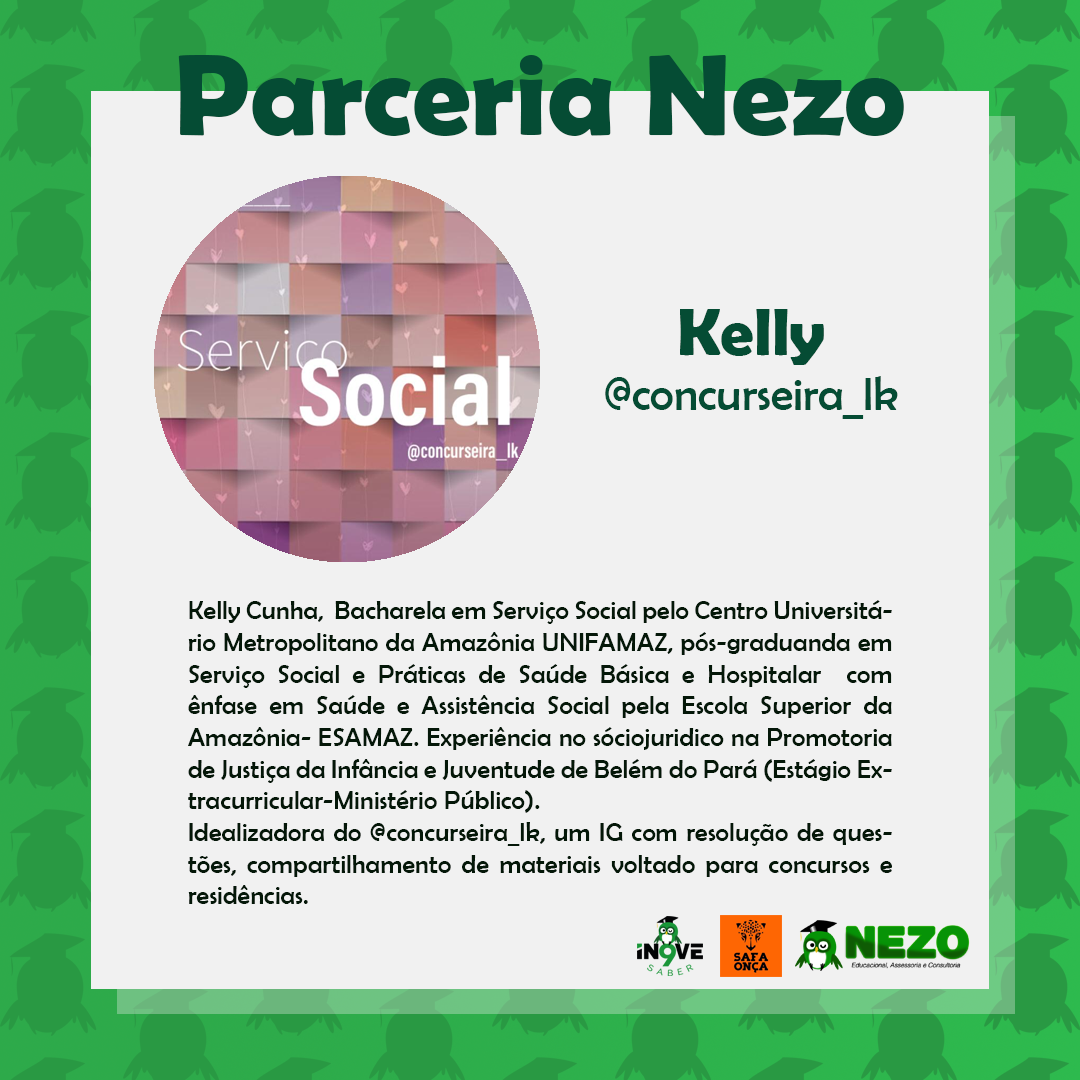 Parceria Nezo
Serviço
Social
@concurseira_lk
Kelly
@concurseira_lk
Kelly Cunha,  Bacharela em Serviço Social pelo Centro Universitá-
rio Metropolitano da Amazônia UNIFAMAZ, pós-graduanda em
Serviço Social e Práticas de Saúde Básica e Hospitalar  com
ênfase em Saúde e Assistência Social pela Escola Superior da
Amazônia- ESAMAZ. Experiência no sóciojuridico na Promotoria
de Justiça da Infância e Juventude de Belém do Pará (Estágio Ex-
tracurricular-Ministério Público).
Idealizadora do @concurseira_lk, um IG com resolução de ques-
tões, compartilhamento de materiais voltado para concursos e
residências.
iN9VE
SABER
SAFA
ONÇA
NEZO
Educacional, Assessoria e Consultoria